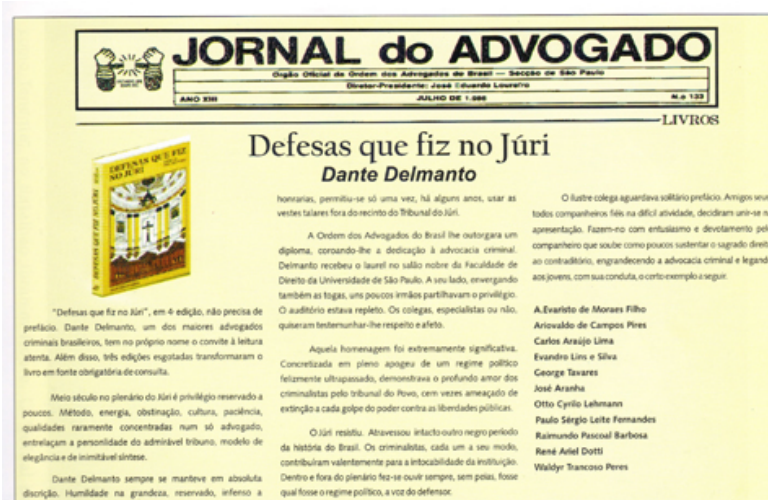 JORNAL do ADVOGADO
Órgão Oficial da Ordem dos Advogados do Brasil — Secção de São Paulo
Diretor-Presidente: José Eduardo Loureiro
ANO XIII JULHO DE 1.986 N.o 133
LIVROS
Defesas que fiz no Júri
Dante Delmanto
DEFESAS QUE FIZ
NO JÚRI
"Defesas que fiz no Júri", em 4ª edição, não precisa de
prefácio. Dante Delmanto, um dos maiores advogados
criminais brasileiros, tem no próprio nome o convite à leitura
atenta. Além disso, três edições esgotadas transformaram o
livro em fonte obrigatória de consulta.
Meio século no plenário do Júri é privilégio reservado a
poucos. Método, energia, obstinação, cultura, paciência,
qualidades raramente concentradas num só advogado,
entrelaçam a personlidade do admirável tribuno, modelo de
elegância e de inimitável síntese.
Dante Delmanto sempre se manteve em absoluta
discrição. Humildade na grandeza, reservado, infenso a
honrarias, permitiu-se só uma vez, há alguns anos, usar as
vestes talares fora do recinto do Tribunal do Júri.
A Ordem dos Advogados do Brasil lhe outorgara um
diploma, coroando-lhe a dedicação à advocacia criminal.
Delmanto recebeu o laurel no salão nobre da Faculdade de
Direito da Universidade de São Paulo. A seu lado, envergando
também as togas, uns poucos irmãos partilhavam o privilégio.
O auditório estava repleto. Os colegas, especialistas ou não,
quiseram testemunhar-lhe respeito e afeto.
Aquela homenagem foi extremamente significativa.
Concretizada em pleno apogeu de um regime político
felizmente ultrapassado, demonstrava o profundo amor dos
criminalistas pelo tribunal do Povo, cem vezes ameaçado de
extinção a cada golpe do poder contra as liberdades públicas.
O Júri resistiu. Atravessou intacto outro negro período
da história do Brasil. Os criminalistas, cada um a seu modo,
contribuíram valentemente para a intocabilidade da instituição.
Dentro e fora do plenário fez-se ouvir sempre, sem peias, fosse
qual fosse o regime político, a voz do defensor.
O ilustre colega aguardava solitário prefácio. Amigos seus
todos companheiros fiéis na difícil atividade, decidiram unir-se n
apresentação. Fazem-no com entusiasmo e devotamento pel
companheiro que soube como poucos sustentar o sagrado direit
ao contraditório, engrandecendo a advocacia criminal e legand
aos jovens, com sua conduta, o certo exemplo a seguir.
A.Evaristo de Moraes Filho
Ariovaldo de Campos Pires
Carlos Araújo Lima
Evandro Lins e Silva
George Tavares
José Aranha
Otto Cyrilo Lehmann
Paulo Sérgio Leite Fernandes
Raimundo Pascoal Barbosa
René Ariel Dotti
Waldyr Trancoso Peres